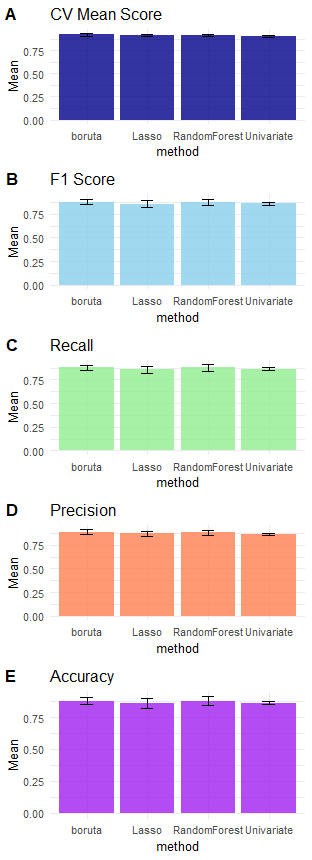 A CV Mean Score
Mean
0.75
0.50
0.25
0.00
boruta Lasso RandomForest Univariate
method
B F1 Score
Mean
0.75
0.50
0.25
0.00
boruta Lasso RandomForest Univariate
method
C Recall
Mean
0.75
0.50
0.25
0.00
boruta Lasso RandomForest Univariate
method
D Precision
Mean
0.75
0.50
0.25
0.00
boruta Lasso RandomForest Univariate
method
E Accuracy
Mean
0.75
0.50
0.25
0.00
boruta Lasso RandomForest Univariate
method